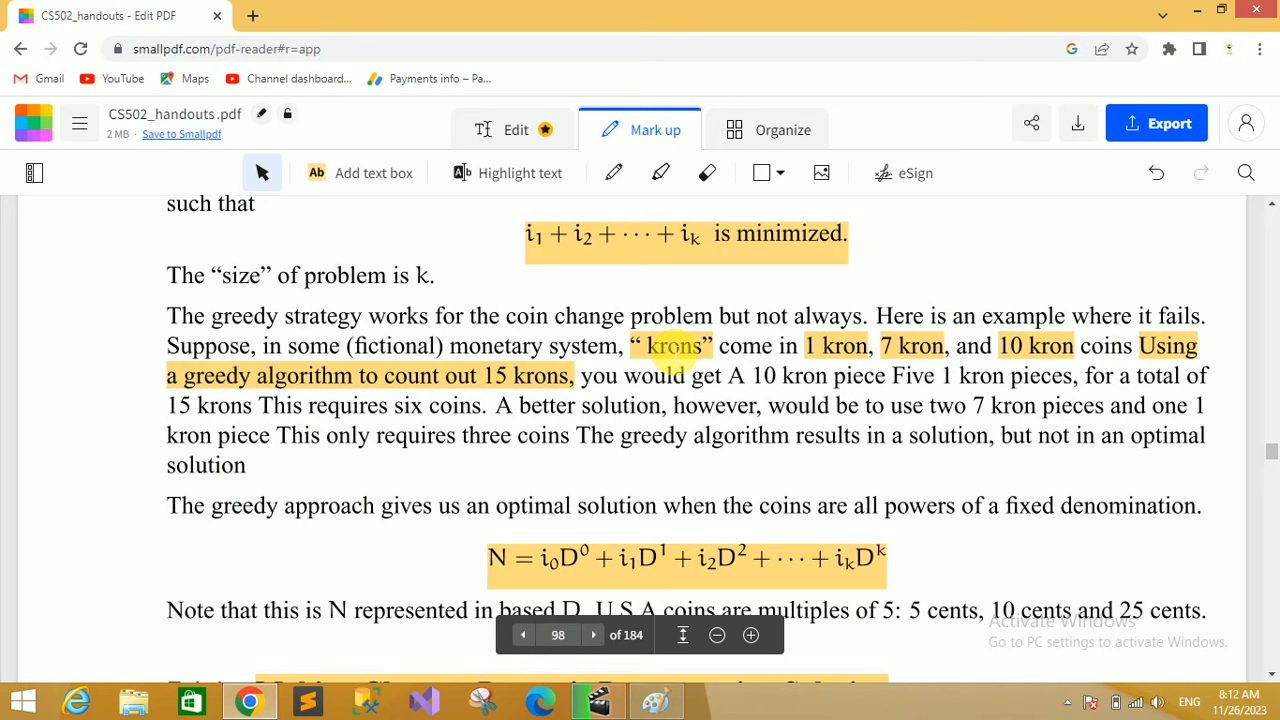 CS502_handouts - Edit PDF
smallpdf.com/pdf-reader#r=app
Gmail YouTube Maps Channel dashboard... Payments info – Pa...
CS502_handouts .pdf
2 MB · Save to Smallpdf
Edit Mark up Organize Export
Ab Add text box Highlight text eSign
such that
i₁ + i₂ + ··· + iₖ is minimized.
The “size” of problem is k.
The greedy strategy works for the coin change problem but not always. Here is an example where it fails.
Suppose, in some (fictional) monetary system, “ krons” come in 1 kron, 7 kron, and 10 kron coins Using
a greedy algorithm to count out 15 krons, you would get A 10 kron piece Five 1 kron pieces, for a total of
15 krons This requires six coins. A better solution, however, would be to use two 7 kron pieces and one 1
kron piece This only requires three coins The greedy algorithm results in a solution, but not in an optimal
solution
The greedy approach gives us an optimal solution when the coins are all powers of a fixed denomination.
N = i₀D⁰ + i₁D¹ + i₂D² + ··· + iₖDᵏ
Note that this is N represented in based D. U.S.A coins are multiples of 5: 5 cents, 10 cents and 25 cents.
98 of 184
Activate Windows
Go to PC settings to activate Windows.
ENG
8:12 AM
11/26/2023